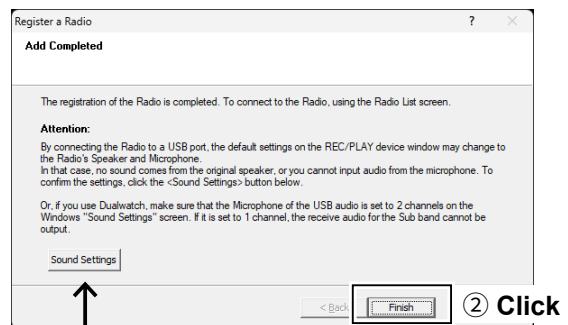 Register a Radio ? ×
Add Completed
The registration of the Radio is completed. To connect to the Radio, using the Radio List screen.
Attention:
By connecting the Radio to a USB port, the default settings on the REC/PLAY device window may change to
the Radio's Speaker and Microphone.
In that case, no sound comes from the original speaker, or you cannot input audio from the microphone. To
confirm the settings, click the <Sound Settings> button below.
Or, if you use Dualwatch, make sure that the Microphone of the USB audio is set to 2 channels on the
Windows "Sound Settings" screen. If it is set to 1 channel, the receive audio for the Sub band cannot be
output.
Sound Settings
< Back
Finish
② Click